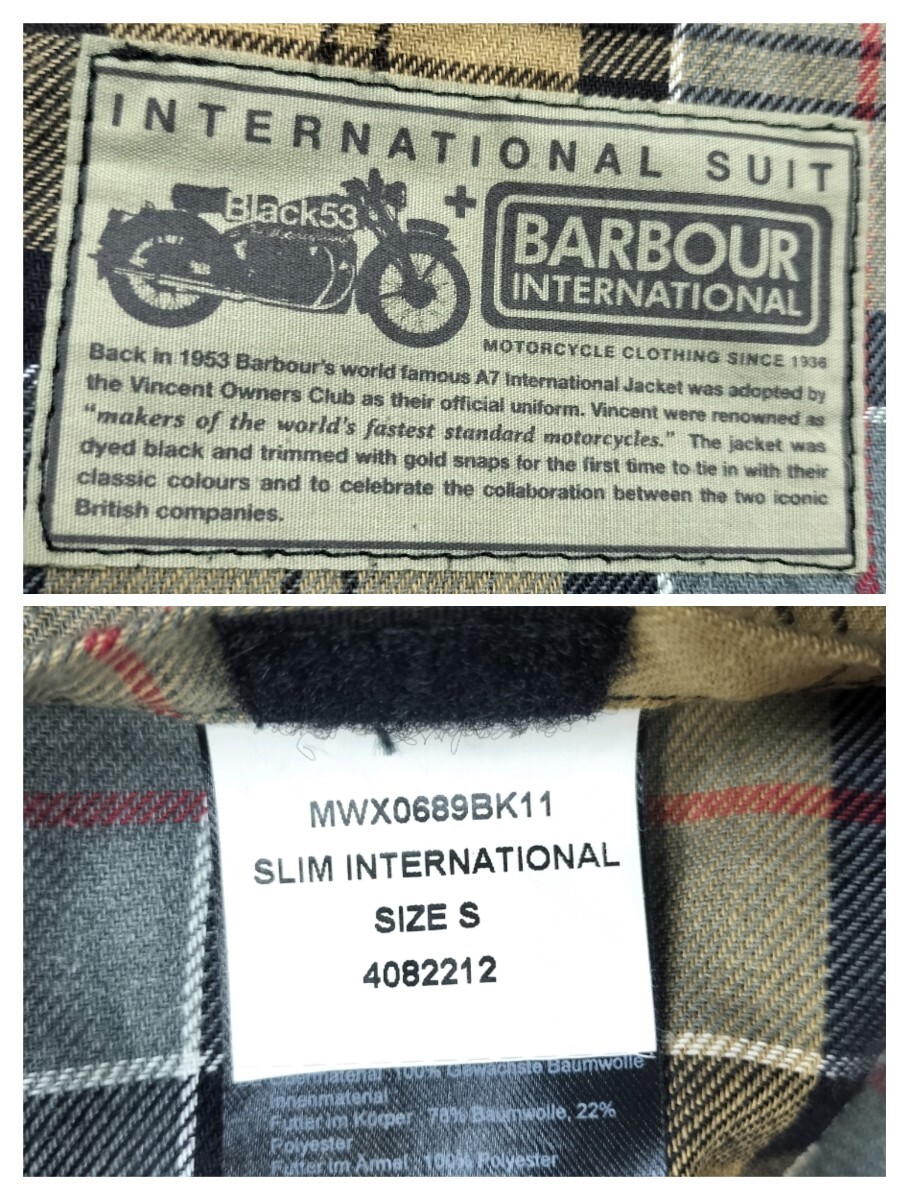 INTERNATIONAL SUIT
Black53
+
BARBOUR
INTERNATIONAL
MOTORCYCLE CLOTHING SINCE 1936
Back in 1953 Barbour's world famous A7 International Jacket was adopted by
the Vincent Owners Club as their official uniform. Vincent were renowned as
"makers of the world's fastest standard motorcycles." The jacket was
dyed black and trimmed with gold snaps for the first time to tie in with their
classic colours and to celebrate the collaboration between the two iconic
British companies.
MWX0689BK11
SLIM INTERNATIONAL
SIZE S
4082212
100% Gewachste Baumwolle
Innenmaterial
Futter im Körper : 78% Baumwolle, 22%
Polyester
Futter im Ärmel : 100% Polyester